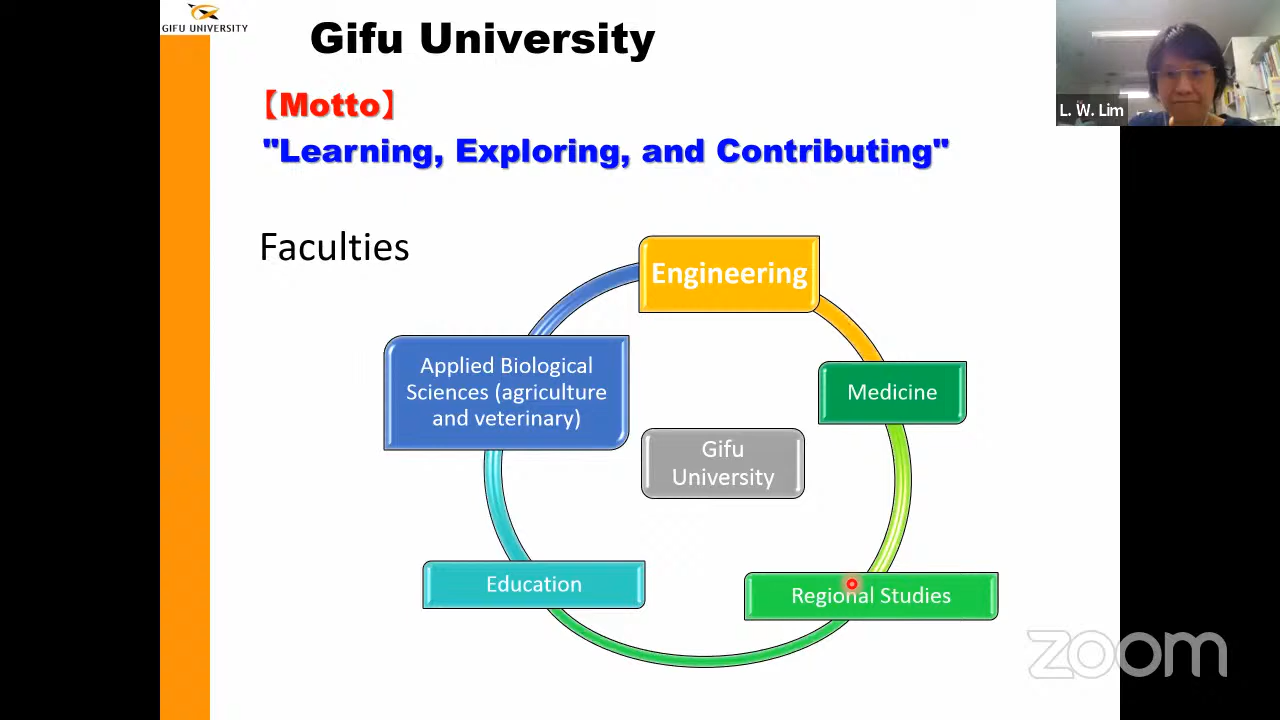 GIFU UNIVERSITY
Gifu University
【Motto】
"Learning, Exploring, and Contributing"
L. W. Lim
Faculties
Engineering
Applied Biological
Sciences (agriculture
and veterinary)
Medicine
Gifu
University
Education
Regional Studies
zoom